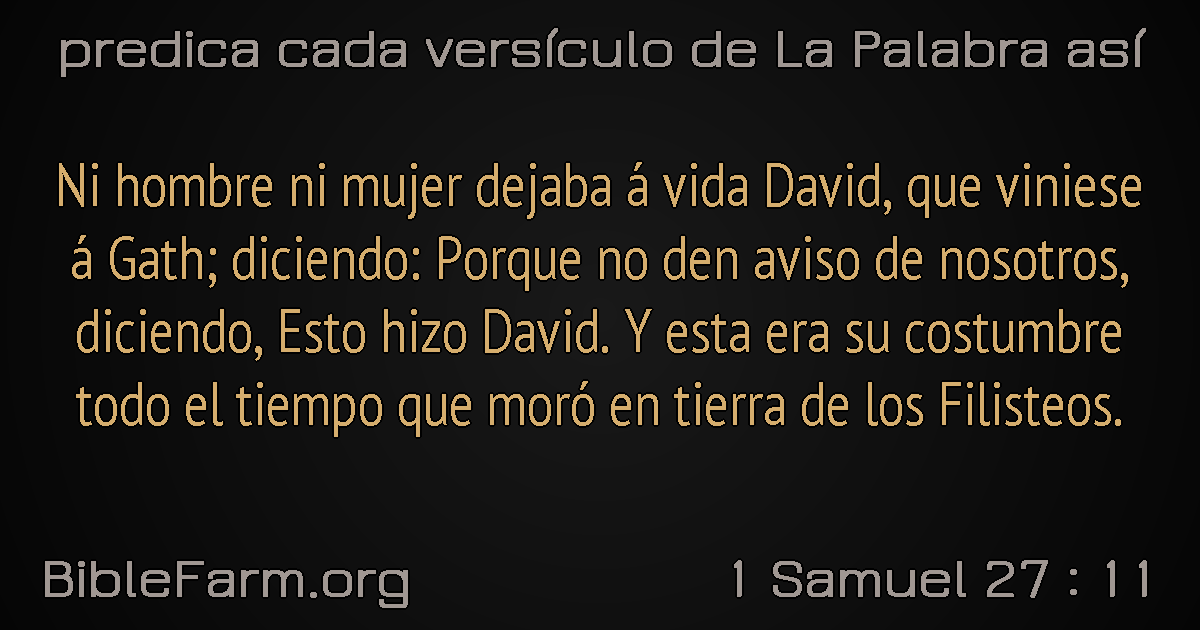 predica cada versículo de La Palabra así
Ni hombre ni mujer dejaba á vida David, que viniese
á Gath; diciendo: Porque no den aviso de nosotros,
diciendo, Esto hizo David. Y esta era su costumbre
todo el tiempo que moró en tierra de los Filisteos.
BibleFarm.org
1 Samuel 27 : 11